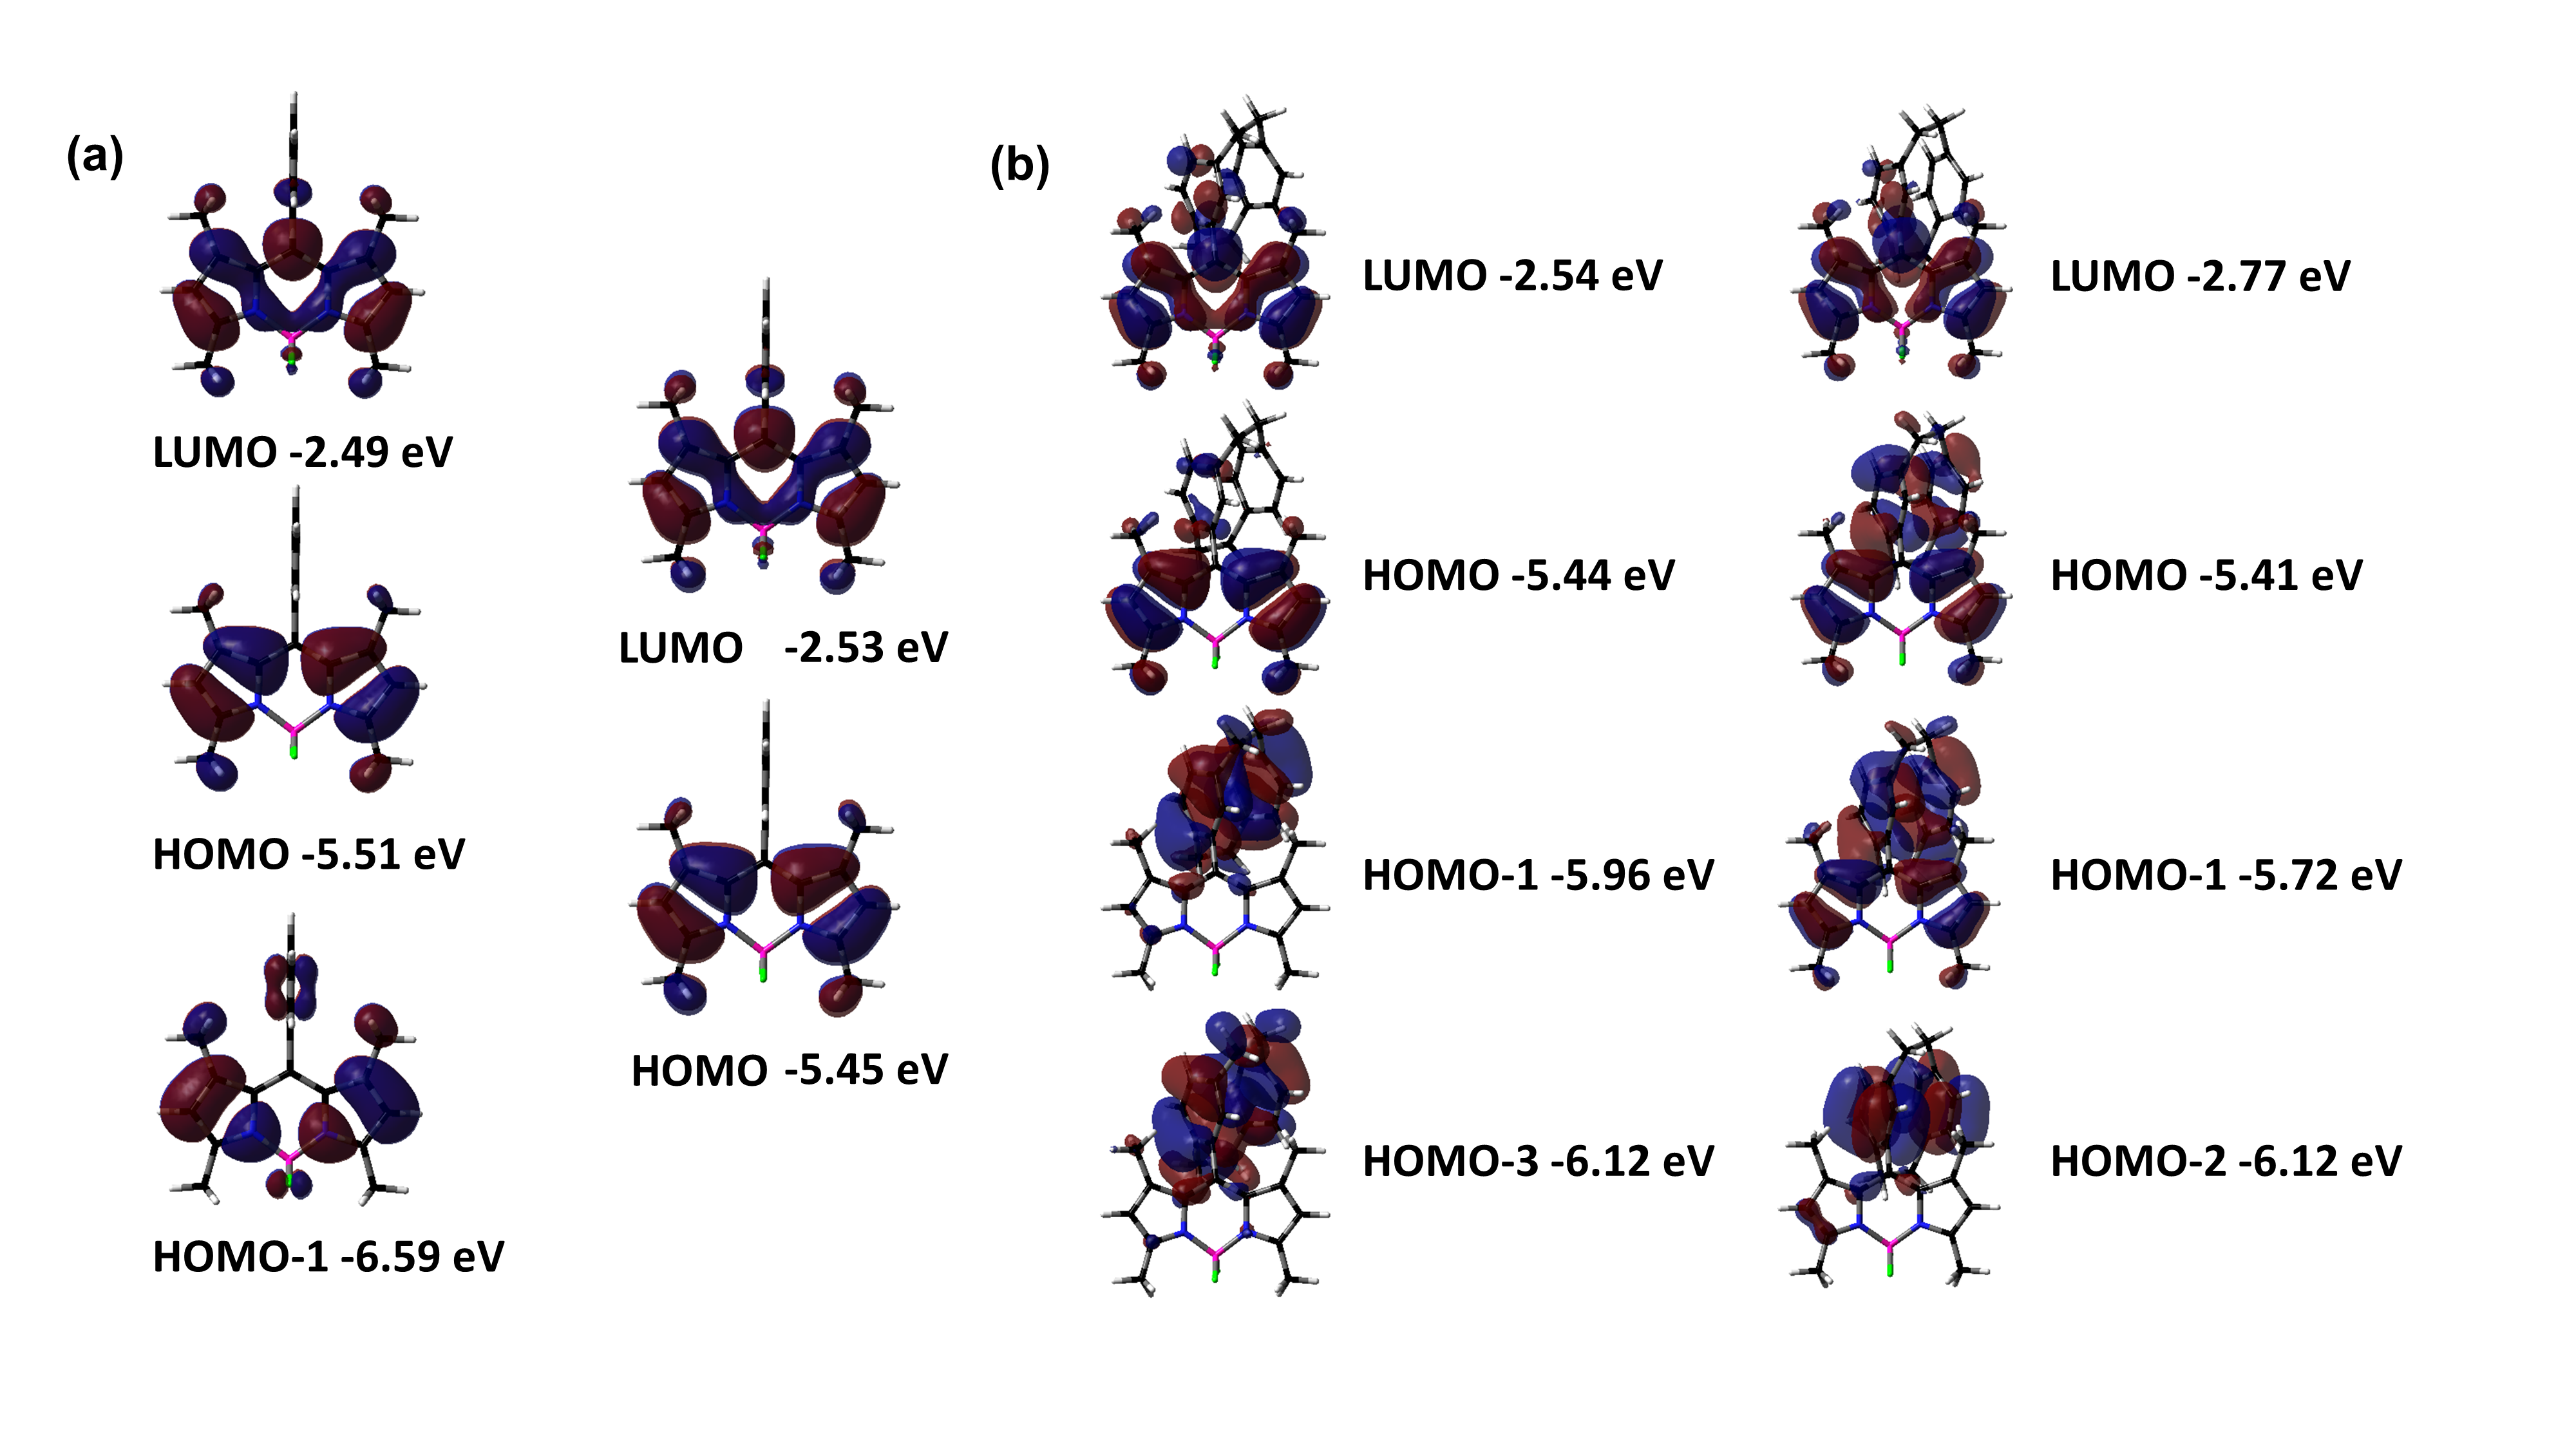 (a)
LUMO -2.49 eV
HOMO -5.51 eV
HOMO-1 -6.59 eV
LUMO -2.53 eV
HOMO -5.45 eV
(b)
LUMO -2.54 eV
HOMO -5.44 eV
HOMO-1 -5.96 eV
HOMO-3 -6.12 eV
LUMO -2.77 eV
HOMO -5.41 eV
HOMO-1 -5.72 eV
HOMO-2 -6.12 eV